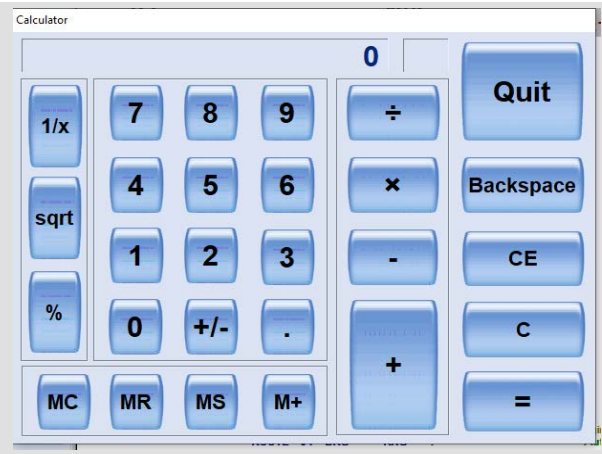 Calculator
0
Quit
1/x
7 8 9 ÷
4 5 6 × Backspace
sqrt
1 2 3 - CE
%
0 +/- . + C
MC MR MS M+ =